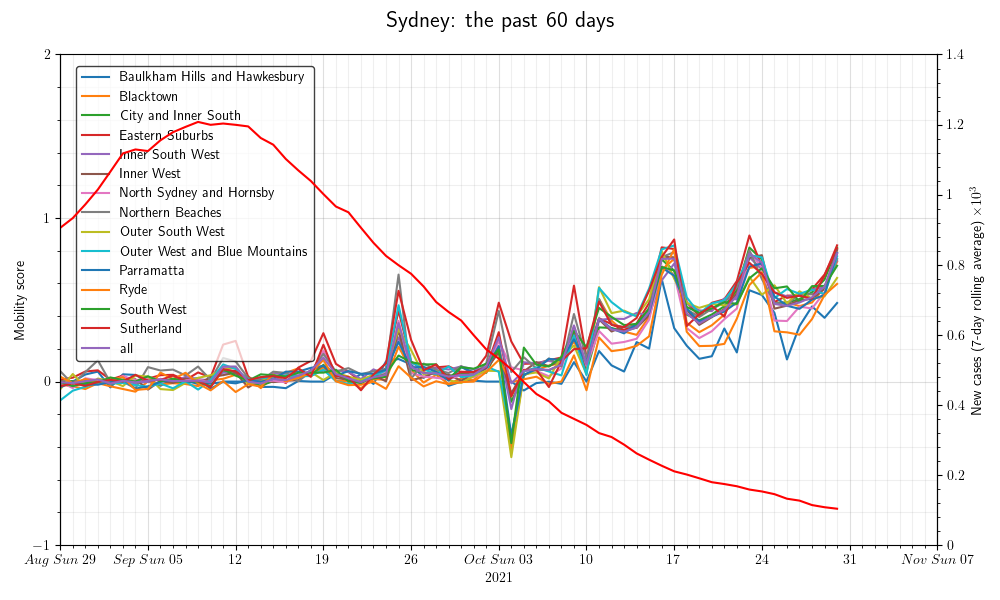 Sydney: the past 60 days
2
1
0
−1
Mobility score
Baulkham Hills and Hawkesbury
Blacktown
City and Inner South
Eastern Suburbs
Inner South West
Inner West
North Sydney and Hornsby
Northern Beaches
Outer South West
Outer West and Blue Mountains
Parramatta
Ryde
South West
Sutherland
all
1.4
1.2
1
0.8
0.6
0.4
0.2
0
New cases (7-day rolling average) ×10³
Aug Sun 29 Sep Sun 05 12 19 26 Oct Sun 03 10 17 24 31 Nov Sun 07
2021